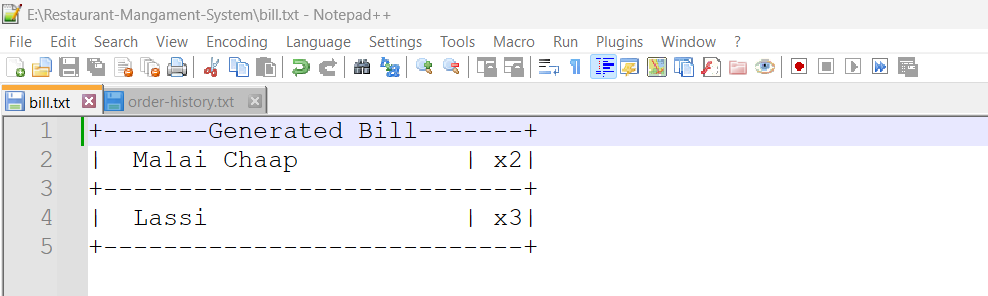 E:\Restaurant-Mangament-System\bill.txt - Notepad++
File Edit Search View Encoding Language Settings Tools Macro Run Plugins Window ?
bill.txt order-history.txt
1 +-------Generated Bill-------+
2 |  Malai Chaap           | x2|
3 +----------------------------+
4 |  Lassi                 | x3|
5 +----------------------------+